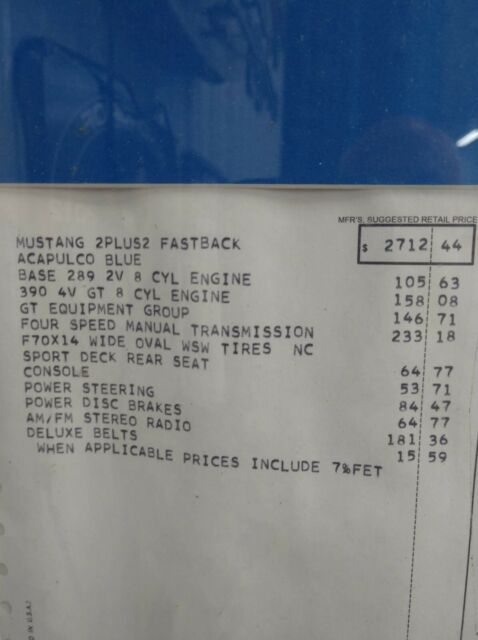 MFR'S. SUGGESTED RETAIL PRICE
MUSTANG 2PLUS2 FASTBACK $ 2712 44
ACAPULCO BLUE
BASE 289 2V 8 CYL ENGINE 105 63
390 4V GT 8 CYL ENGINE 158 08
GT EQUIPMENT GROUP 146 71
FOUR SPEED MANUAL TRANSMISSION 233 18
F70X14 WIDE OVAL WSW TIRES NC
SPORT DECK REAR SEAT 64 77
CONSOLE 53 71
POWER STEERING 84 47
POWER DISC BRAKES 64 77
AM/FM STEREO RADIO 181 36
DELUXE BELTS 15 59
WHEN APPLICABLE PRICES INCLUDE 7%FET
IN U.S.A.